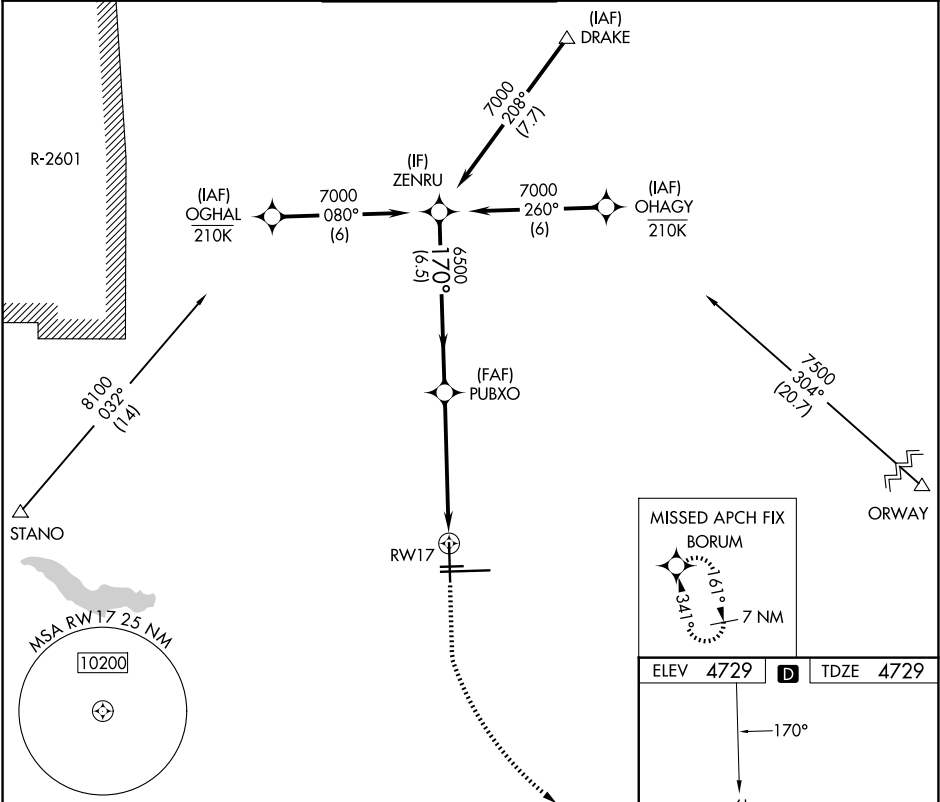 (IAF)
DRAKE
7000
208°
(7.7)
R-2601
(IF)
ZENRU
(IAF)
OGHAL
210K
7000
080°
(6)
7000
260°
(6)
(IAF)
OHAGY
210K
6500
170°
(6.5)
8100
032°
(14)
(FAF)
PUBXO
7500
304°
(20.7)
STANO
ORWAY
RW17
MISSED APCH FIX
BORUM
161°
341°
7 NM
MSA RW17 25 NM
10200
ELEV 4729 D TDZE 4729
170°